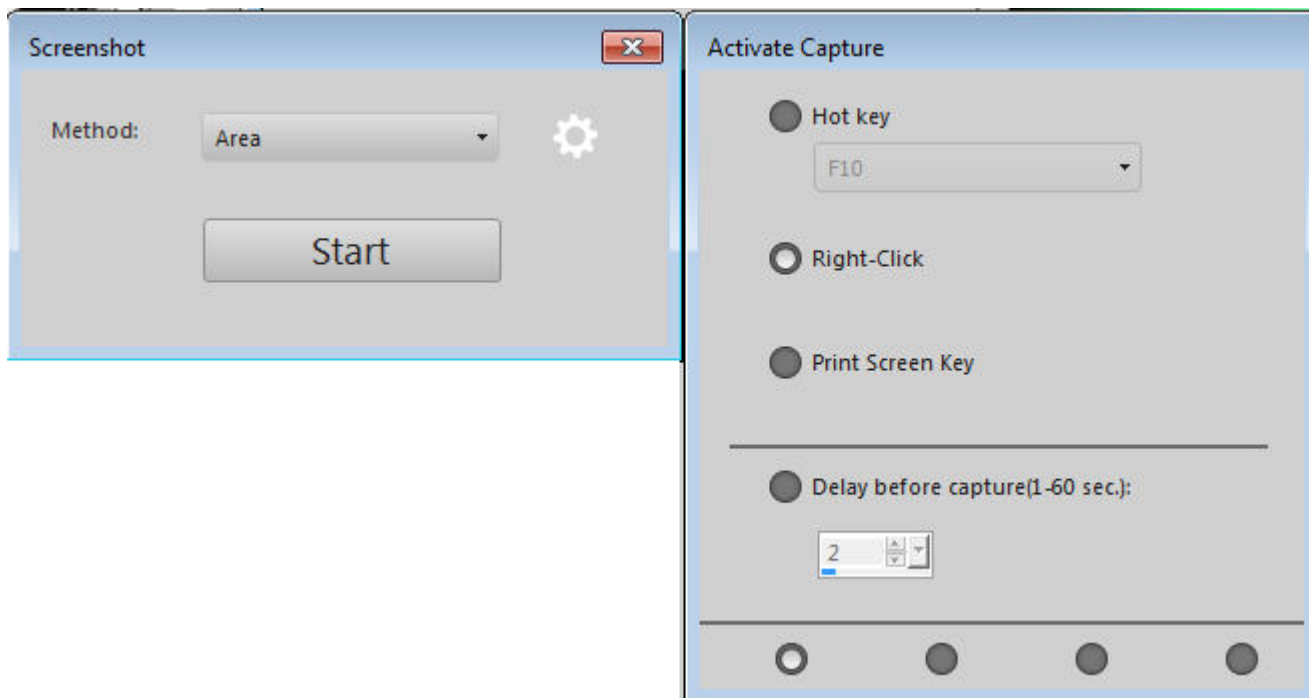 Screenshot
Method:
Area
Start
Activate Capture
Hot key
F10
Right-Click
Print Screen Key
Delay before capture(1-60 sec.):
2